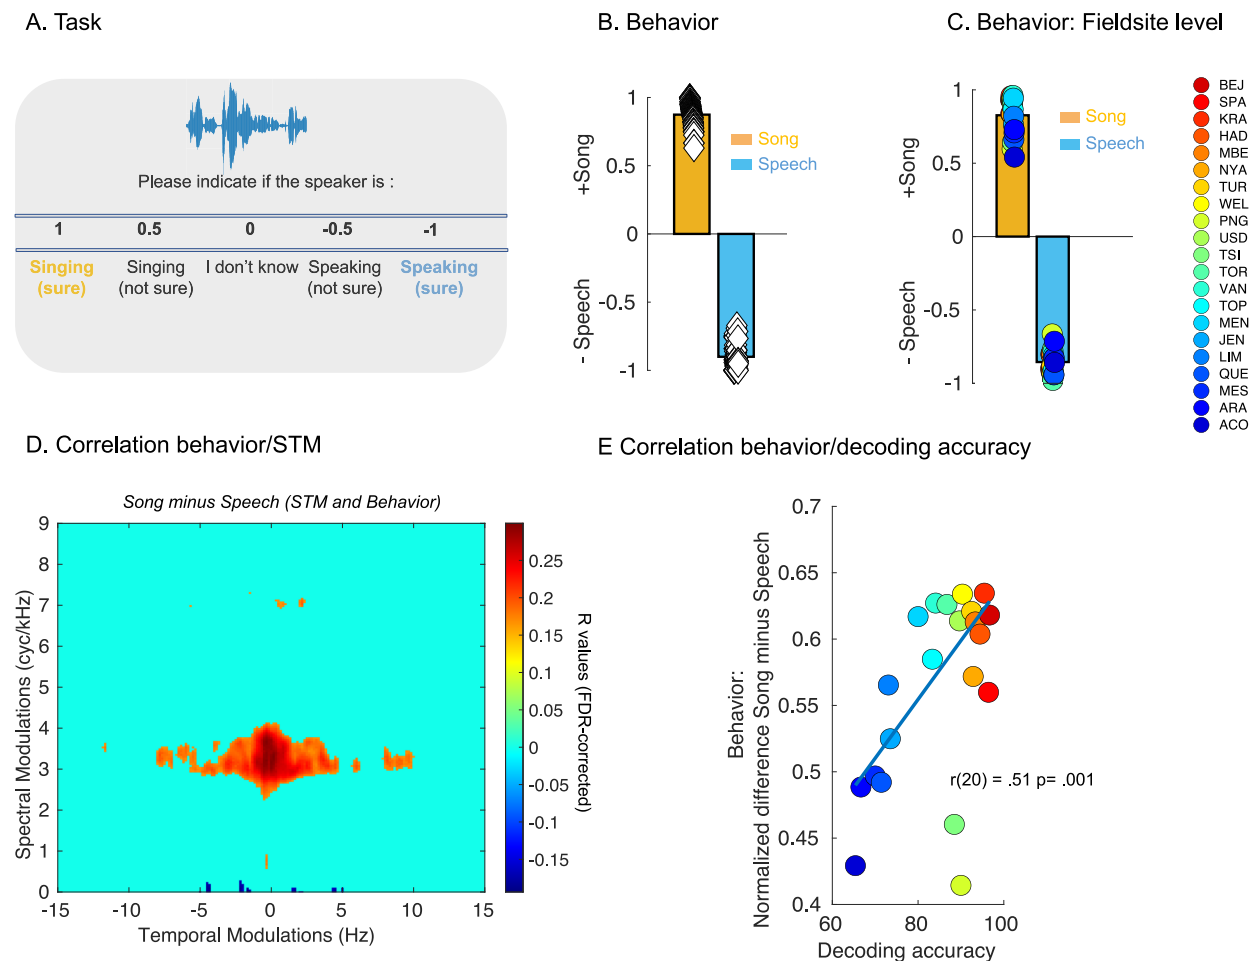 A. Task
Please indicate if the speaker is :
1 0.5 0 -0.5 -1
Singing (sure)
Singing (not sure)
I don't know
Speaking (not sure)
Speaking (sure)
B. Behavior
+Song
- Speech
1
0.5
0
-0.5
-1
Song
Speech
C. Behavior: Fieldsite level
+Song
- Speech
1
0.5
0
-0.5
-1
Song
Speech
BEJ
SPA
KRA
HAD
MBE
NYA
TUR
WEL
PNG
USD
TSI
TOR
VAN
TOP
MEN
JEN
LIM
QUE
MES
ARA
ACO
D. Correlation behavior/STM
Song minus Speech (STM and Behavior)
Spectral Modulations (cyc/kHz)
9
8
7
6
5
4
3
2
1
0
-15 -10 -5 0 5 10 15
Temporal Modulations (Hz)
0.25
0.2
0.15
0.1
0.05
0
-0.05
-0.1
-0.15
R values (FDR-corrected)
E Correlation behavior/decoding accuracy
Behavior:
Normalized difference Song minus Speech
0.7
0.65
0.6
0.55
0.5
0.45
0.4
r(20) = .51 p= .001
60 80 100
Decoding accuracy